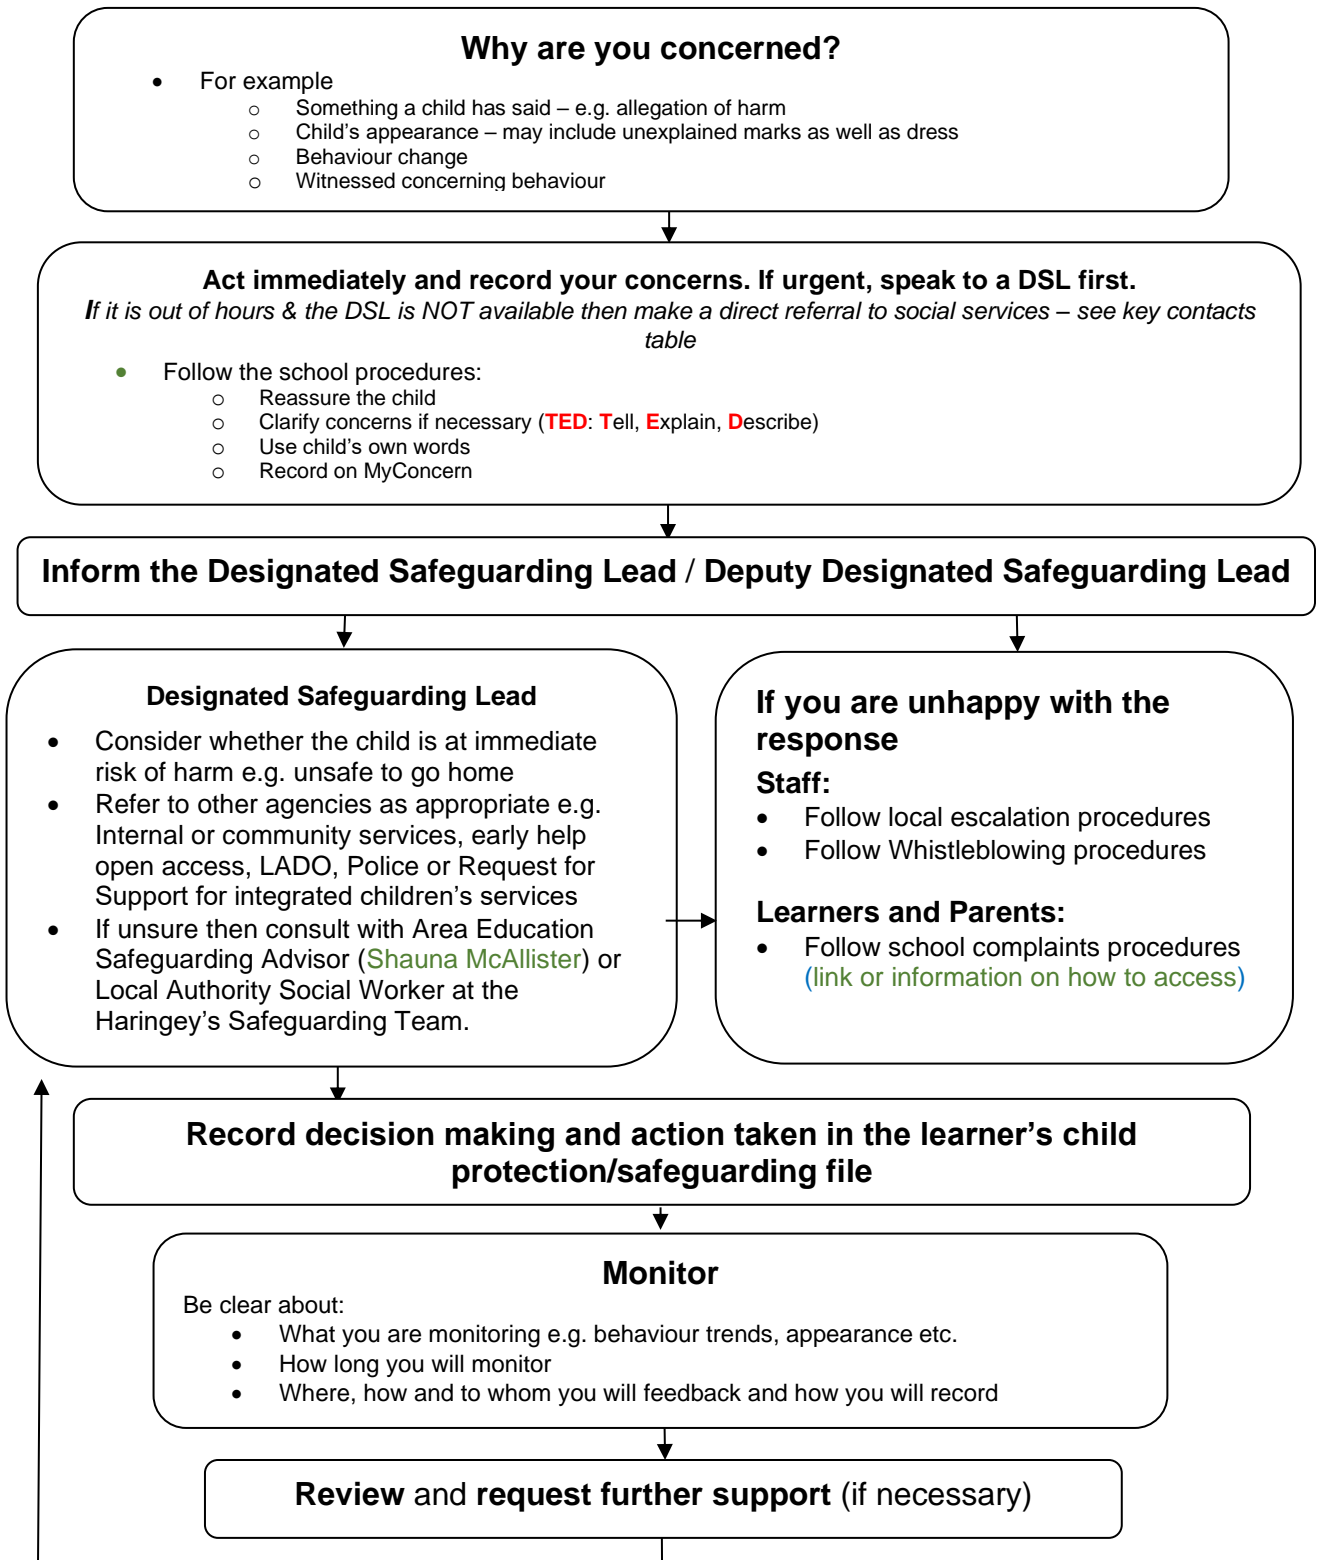 Why are you concerned?
• For example
o Something a child has said – e.g. allegation of harm
o Child's appearance – may include unexplained marks as well as dress
o Behaviour change
o Witnessed concerning behaviour
Act immediately and record your concerns. If urgent, speak to a DSL first.
If it is out of hours & the DSL is NOT available then make a direct referral to social services – see key contacts
table
• Follow the school procedures:
o Reassure the child
o Clarify concerns if necessary (TED: Tell, Explain, Describe)
o Use child's own words
o Record on MyConcern
Inform the Designated Safeguarding Lead / Deputy Designated Safeguarding Lead
Designated Safeguarding Lead
• Consider whether the child is at immediate
risk of harm e.g. unsafe to go home
• Refer to other agencies as appropriate e.g.
Internal or community services, early help
open access, LADO, Police or Request for
Support for integrated children's services
• If unsure then consult with Area Education
Safeguarding Advisor (Shauna McAllister) or
Local Authority Social Worker at the
Haringey's Safeguarding Team.
If you are unhappy with the
response
Staff:
• Follow local escalation procedures
• Follow Whistleblowing procedures
Learners and Parents:
• Follow school complaints procedures
(link or information on how to access)
Record decision making and action taken in the learner's child
protection/safeguarding file
Monitor
Be clear about:
• What you are monitoring e.g. behaviour trends, appearance etc.
• How long you will monitor
• Where, how and to whom you will feedback and how you will record
Review and request further support (if necessary)